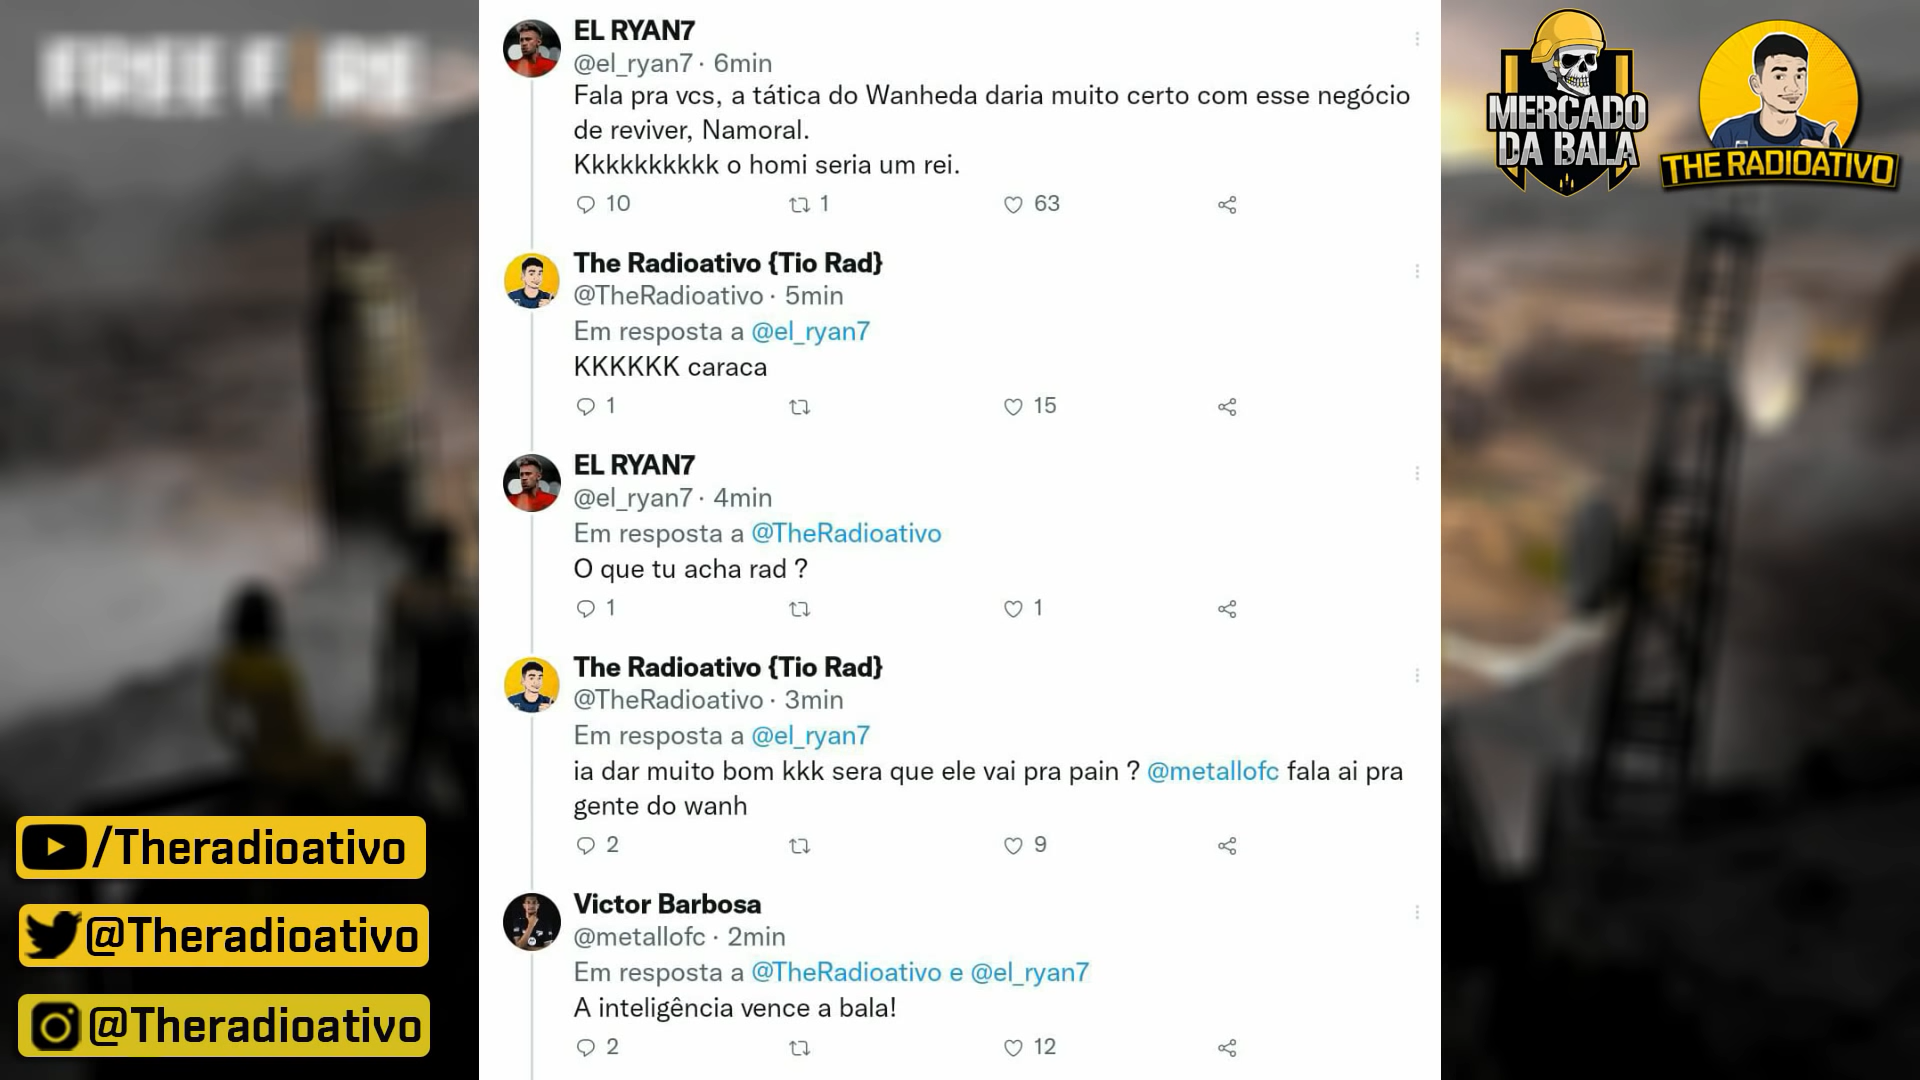 FREE FIRE
EL RYAN7
@el_ryan7 · 6min
Fala pra vcs, a tática do Wanheda daria muito certo com esse negócio
de reviver, Namoral.
Kkkkkkkkkk o homi seria um rei.
10 1 63
The Radioativo {Tio Rad}
@TheRadioativo · 5min
Em resposta a @el_ryan7
KKKKKK caraca
1 15
EL RYAN7
@el_ryan7 · 4min
Em resposta a @TheRadioativo
O que tu acha rad ?
1 1
The Radioativo {Tio Rad}
@TheRadioativo · 3min
Em resposta a @el_ryan7
ia dar muito bom kkk sera que ele vai pra pain ? @metallofc fala ai pra
gente do wanh
2 9
Victor Barbosa
@metallofc · 2min
Em resposta a @TheRadioativo e @el_ryan7
A inteligência vence a bala!
2 12
MERCADO
DA BALA
THE RADIOATIVO
/Theradioativo
@Theradioativo
@Theradioativo